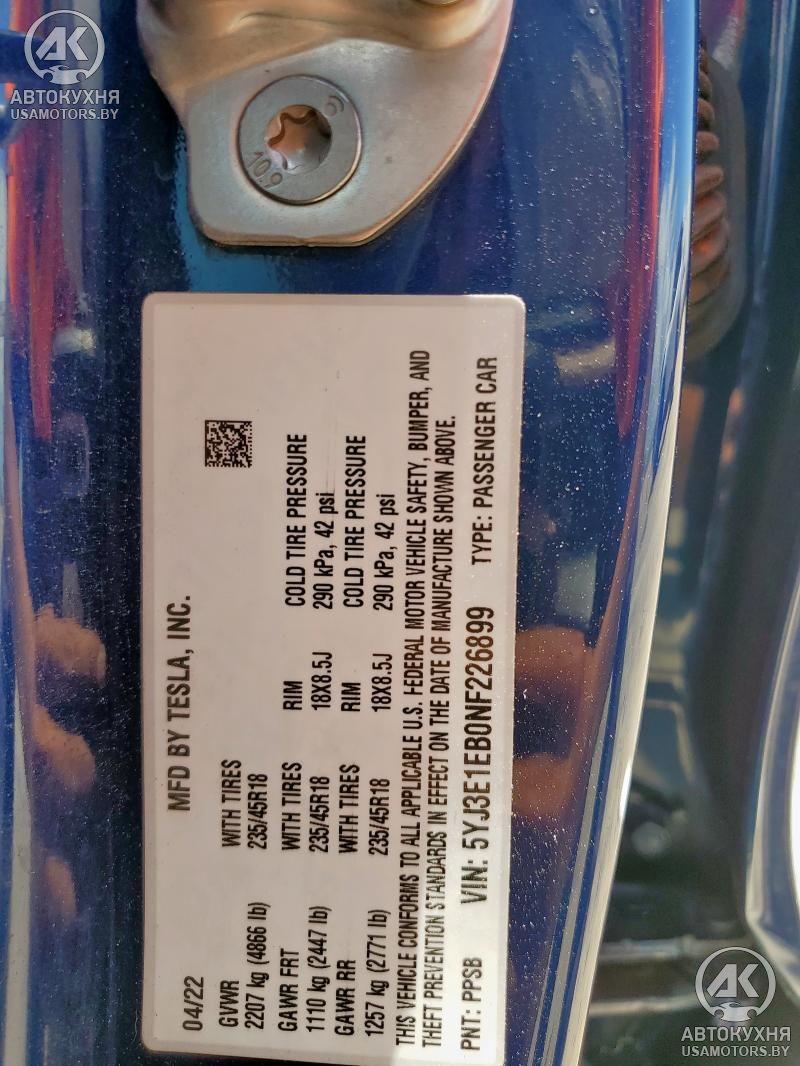 AK
АВТОКУХНЯ
USAMOTORS.BY
10.9
MFD BY TESLA, INC.
04/22
GVWR WITH TIRES
2207 kg (4866 lb) 235/45R18
GAWR FRT WITH TIRES RIM COLD TIRE PRESSURE
1110 kg (2447 lb) 235/45R18 18X8.5J 290 kPa, 42 psi
GAWR RR WITH TIRES RIM COLD TIRE PRESSURE
1257 kg (2771 lb) 235/45R18 18X8.5J 290 kPa, 42 psi
THIS VEHICLE CONFORMS TO ALL APPLICABLE U.S. FEDERAL MOTOR VEHICLE SAFETY, BUMPER, AND
THEFT PREVENTION STANDARDS IN EFFECT ON THE DATE OF MANUFACTURE SHOWN ABOVE.
PNT: PPSB VIN: 5YJ3E1EB0NF226899 TYPE: PASSENGER CAR
AK
АВТОКУХНЯ
USAMOTORS.BY